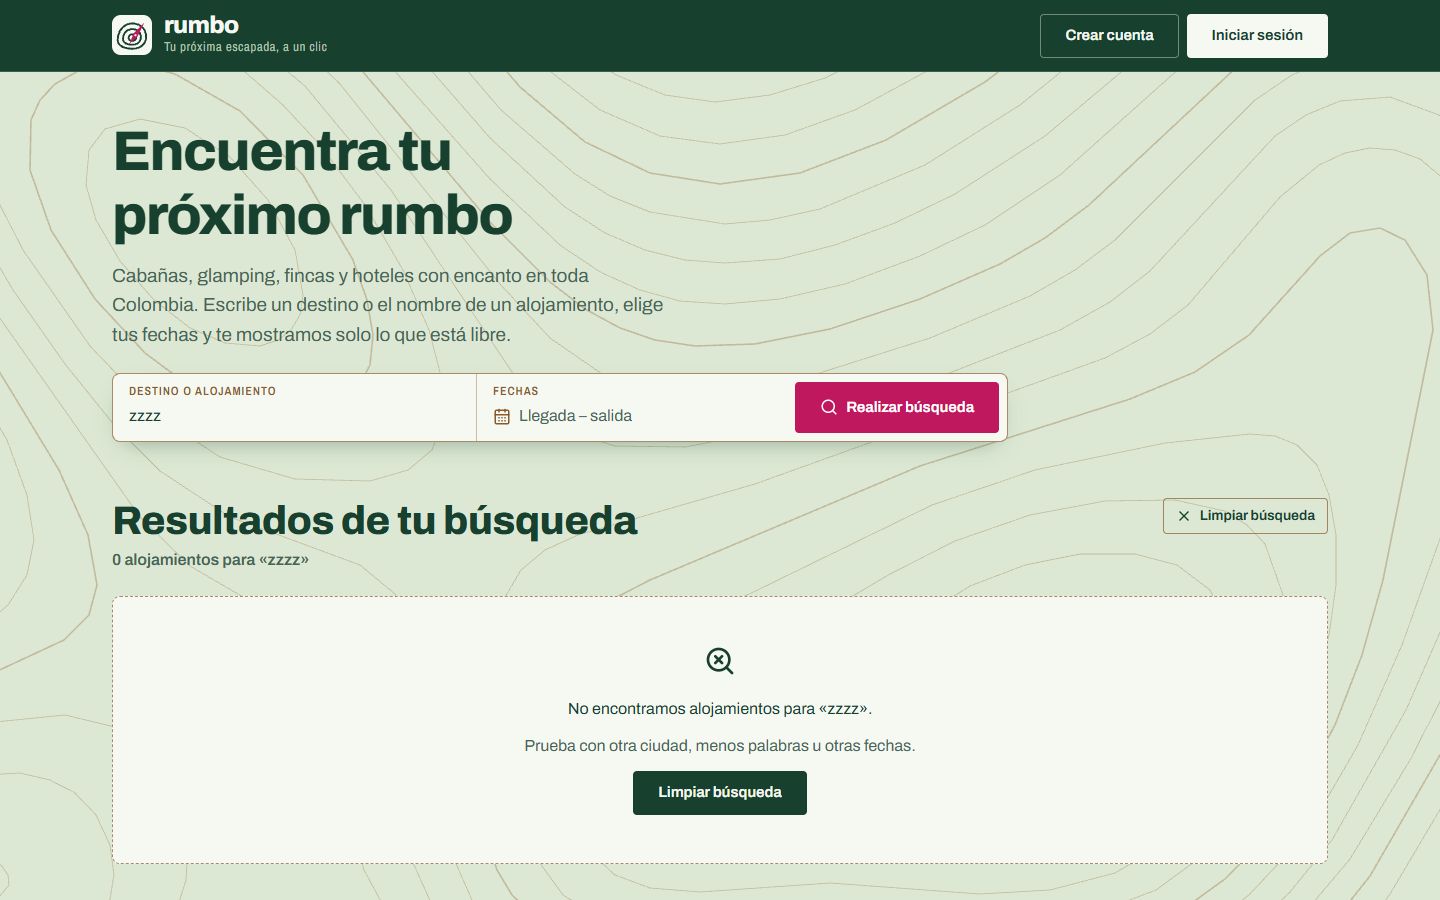 rumbo
Tu próxima escapada, a un clic
Crear cuenta
Iniciar sesión
Encuentra tu
próximo rumbo
Cabañas, glamping, fincas y hoteles con encanto en toda
Colombia. Escribe un destino o el nombre de un alojamiento, elige
tus fechas y te mostramos solo lo que está libre.
DESTINO O ALOJAMIENTO
zzzz
FECHAS
Llegada – salida
Realizar búsqueda
Resultados de tu búsqueda
Limpiar búsqueda
0 alojamientos para «zzzz»
No encontramos alojamientos para «zzzz».
Prueba con otra ciudad, menos palabras u otras fechas.
Limpiar búsqueda